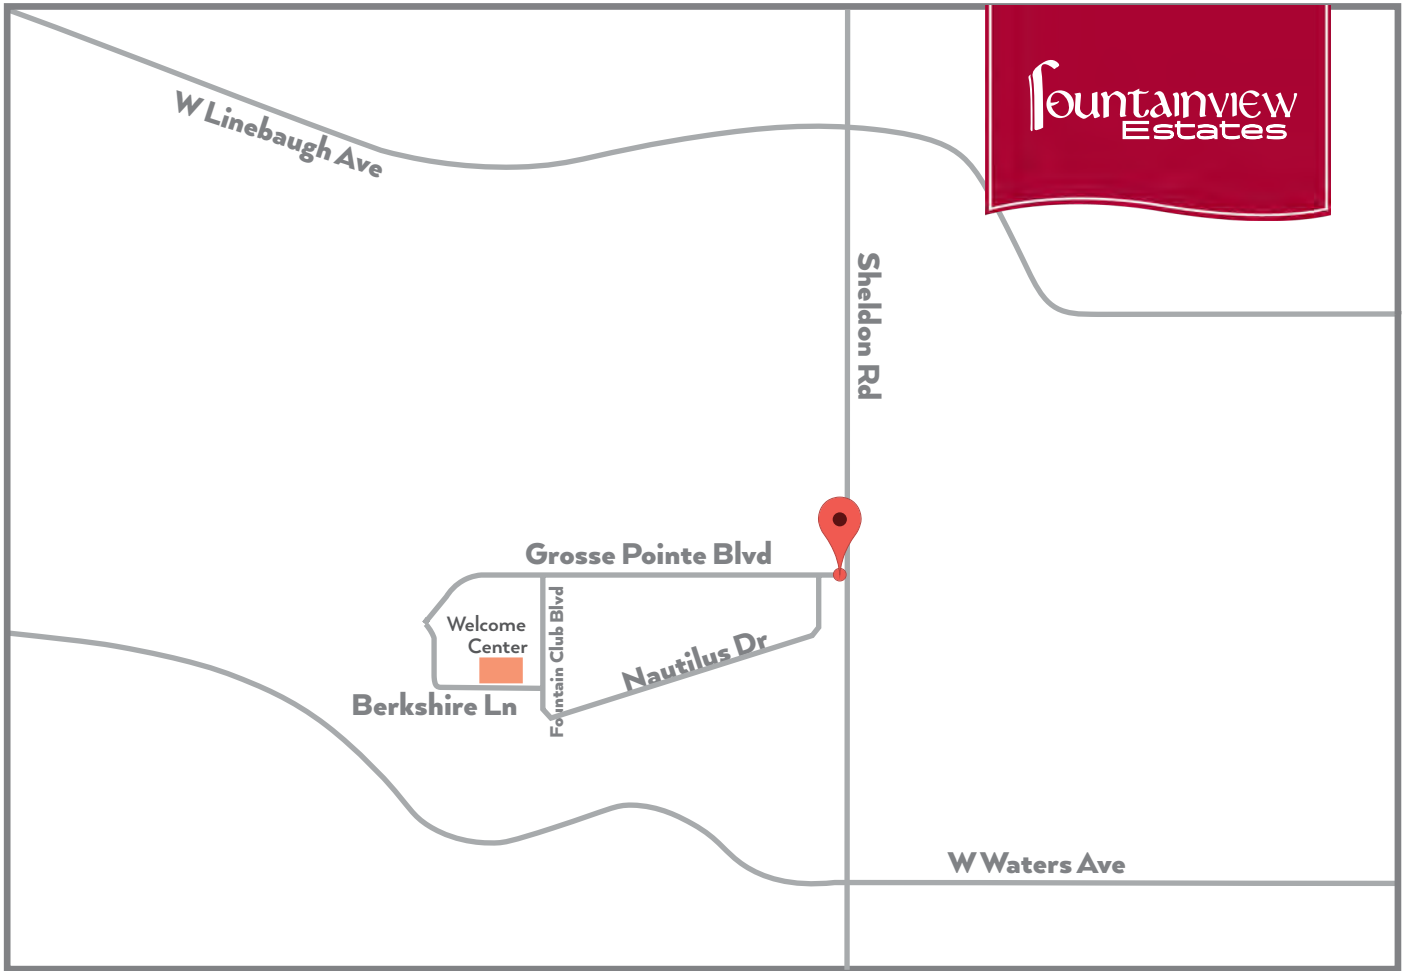 Fountainview
Estates
W Linebaugh Ave
Sheldon Rd
Grosse Pointe Blvd
Welcome
Center
Fountain Club Blvd
Nautilus Dr
Berkshire Ln
W Waters Ave